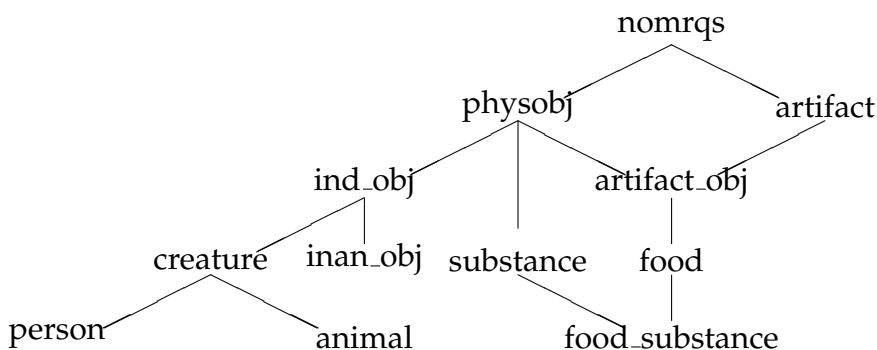 nomrqs
physobj artifact
ind_obj artifact_obj
creature inan_obj substance food
person animal food_substance